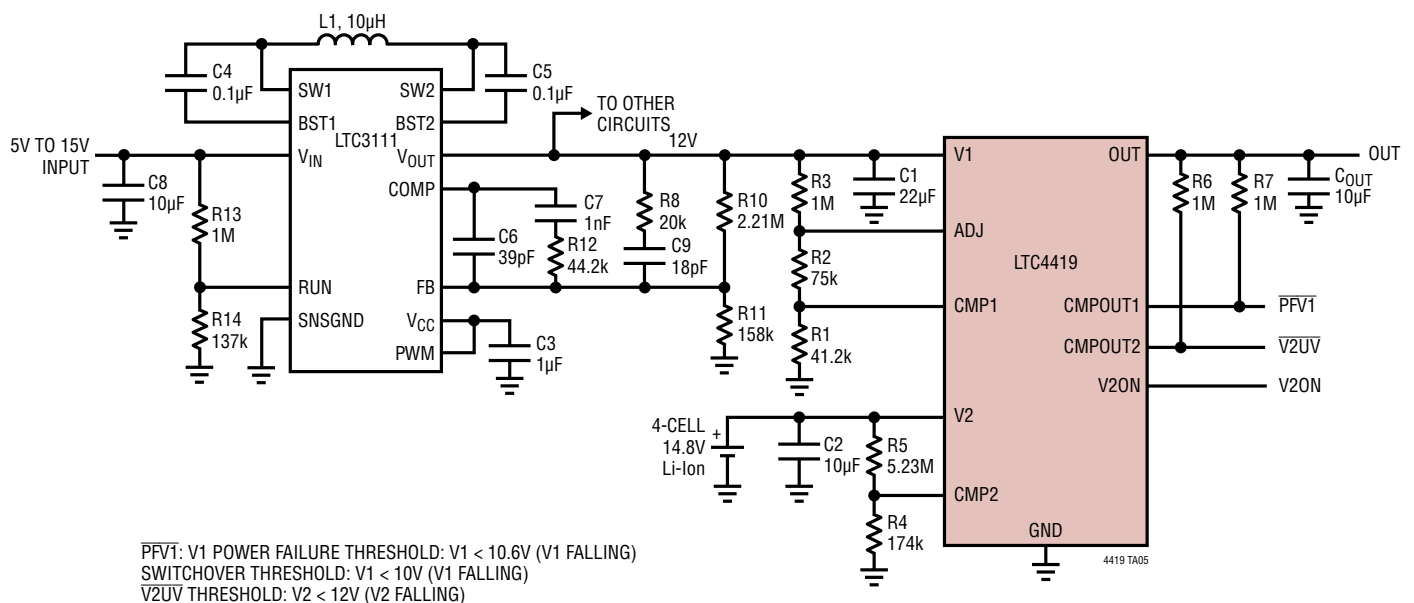 L1, 10µH
C4
0.1µF
C5
0.1µF
SW1
SW2
BST1
BST2
LTC3111
TO OTHER
CIRCUITS
12V
5V TO 15V
INPUT
VIN
VOUT
C8
10µF
R13
1M
COMP
C7
1nF
C6
39pF
R12
44.2k
R8
20k
C9
18pF
R10
2.21M
RUN
FB
R14
137k
SNSGND
VCC
PWM
C3
1µF
R11
158k
R3
1M
C1
22µF
R2
75k
R1
41.2k
V1
OUT
ADJ
LTC4419
CMP1
CMPOUT1
CMPOUT2
V2ON
V2
CMP2
GND
R6
1M
R7
1M
COUT
10µF
OUT
PFV1
V2UV
V2ON
4-CELL
14.8V
Li-Ion
+
C2
10µF
R5
5.23M
R4
174k
4419 TA05
PFV1: V1 POWER FAILURE THRESHOLD: V1 < 10.6V (V1 FALLING)
SWITCHOVER THRESHOLD: V1 < 10V (V1 FALLING)
V2UV THRESHOLD: V2 < 12V (V2 FALLING)